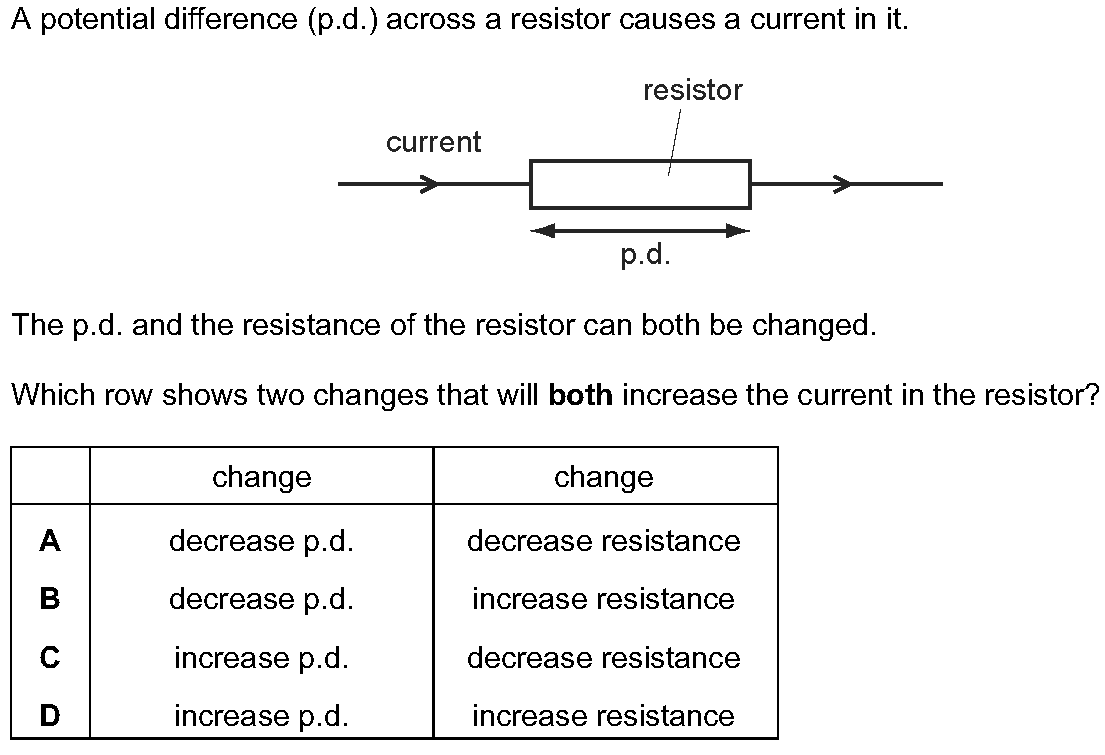 A potential difference (p.d.) across a resistor causes a current in it.
resistor
current
p.d.
The p.d. and the resistance of the resistor can both be changed.
Which row shows two changes that will both increase the current in the resistor?
change change
A decrease p.d. decrease resistance
B decrease p.d. increase resistance
C increase p.d. decrease resistance
D increase p.d. increase resistance